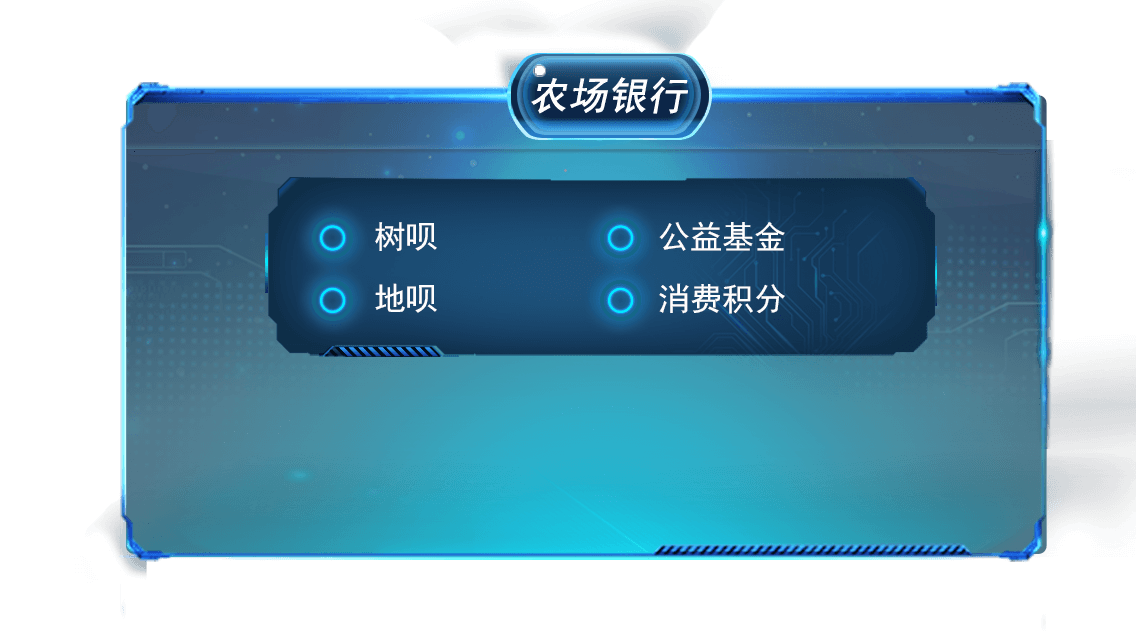 农场银行
树呗 公益基金
地呗 消费积分